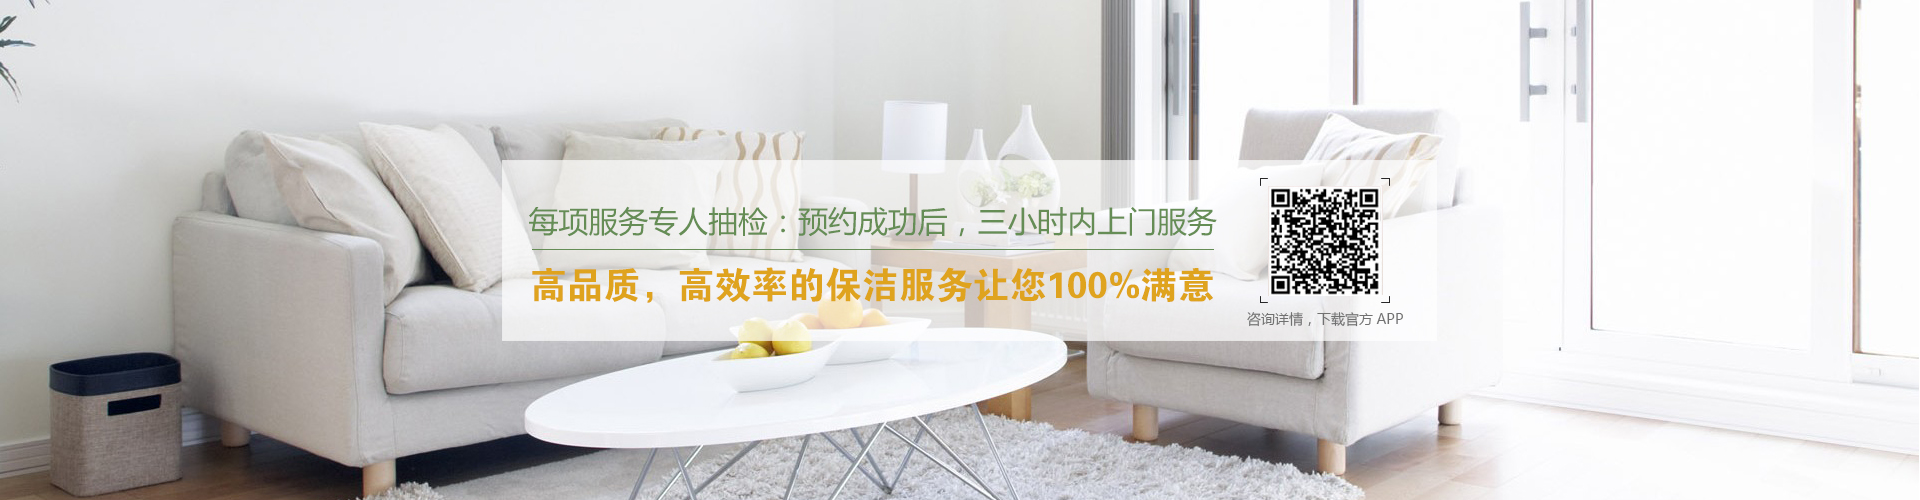 每项服务专人抽检：预约成功后，三小时内上门服务
高品质，高效率的保洁服务让您100%满意
咨询详情，下载官方 APP